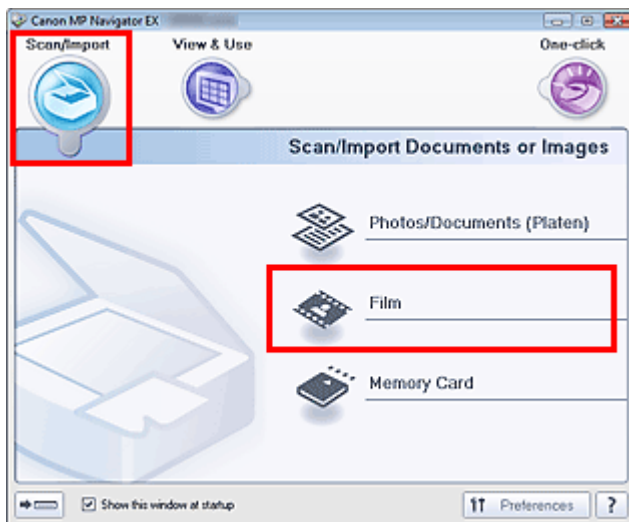 Canon MP Navigator EX
Scan/Import
View & Use
One-click
Scan/Import Documents or Images
Photos/Documents (Platen)
Film
Memory Card
Show this window at startup
Preferences
?